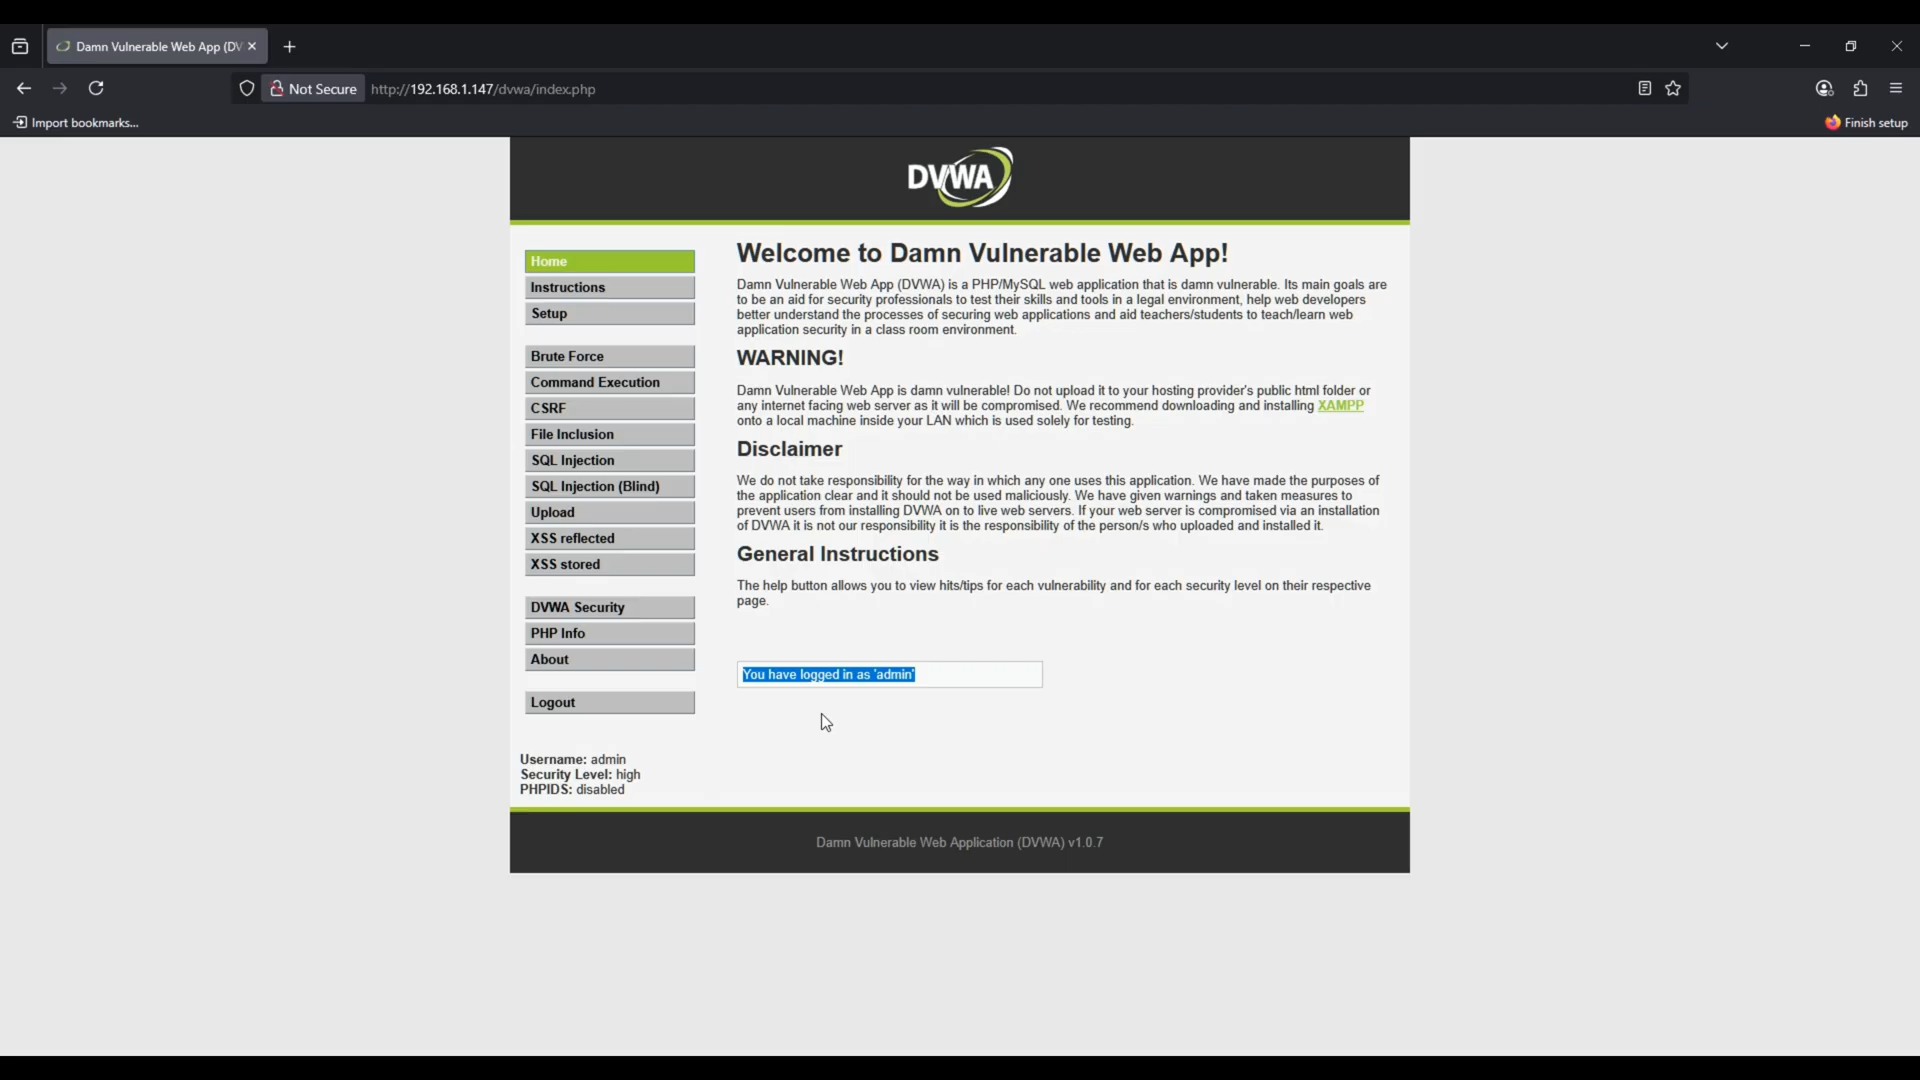 Damn Vulnerable Web App (DV
Not Secure
http://192.168.1.147/dvwa/index.php
Import bookmarks...
Finish setup
DVWA
Home
Instructions
Setup
Brute Force
Command Execution
CSRF
File Inclusion
SQL Injection
SQL Injection (Blind)
Upload
XSS reflected
XSS stored
DVWA Security
PHP Info
About
Logout
Username: admin
Security Level: high
PHPIDS: disabled
Welcome to Damn Vulnerable Web App!
Damn Vulnerable Web App (DVWA) is a PHP/MySQL web application that is damn vulnerable. Its main goals are
to be an aid for security professionals to test their skills and tools in a legal environment, help web developers
better understand the processes of securing web applications and aid teachers/students to teach/learn web
application security in a class room environment.
WARNING!
Damn Vulnerable Web App is damn vulnerable! Do not upload it to your hosting provider's public html folder or
any internet facing web server as it will be compromised. We recommend downloading and installing XAMPP
onto a local machine inside your LAN which is used solely for testing.
Disclaimer
We do not take responsibility for the way in which any one uses this application. We have made the purposes of
the application clear and it should not be used maliciously. We have given warnings and taken measures to
prevent users from installing DVWA on to live web servers. If your web server is compromised via an installation
of DVWA it is not our responsibility it is the responsibility of the person/s who uploaded and installed it.
General Instructions
The help button allows you to view hits/tips for each vulnerability and for each security level on their respective
page.
You have logged in as 'admin'
Damn Vulnerable Web Application (DVWA) v1.0.7